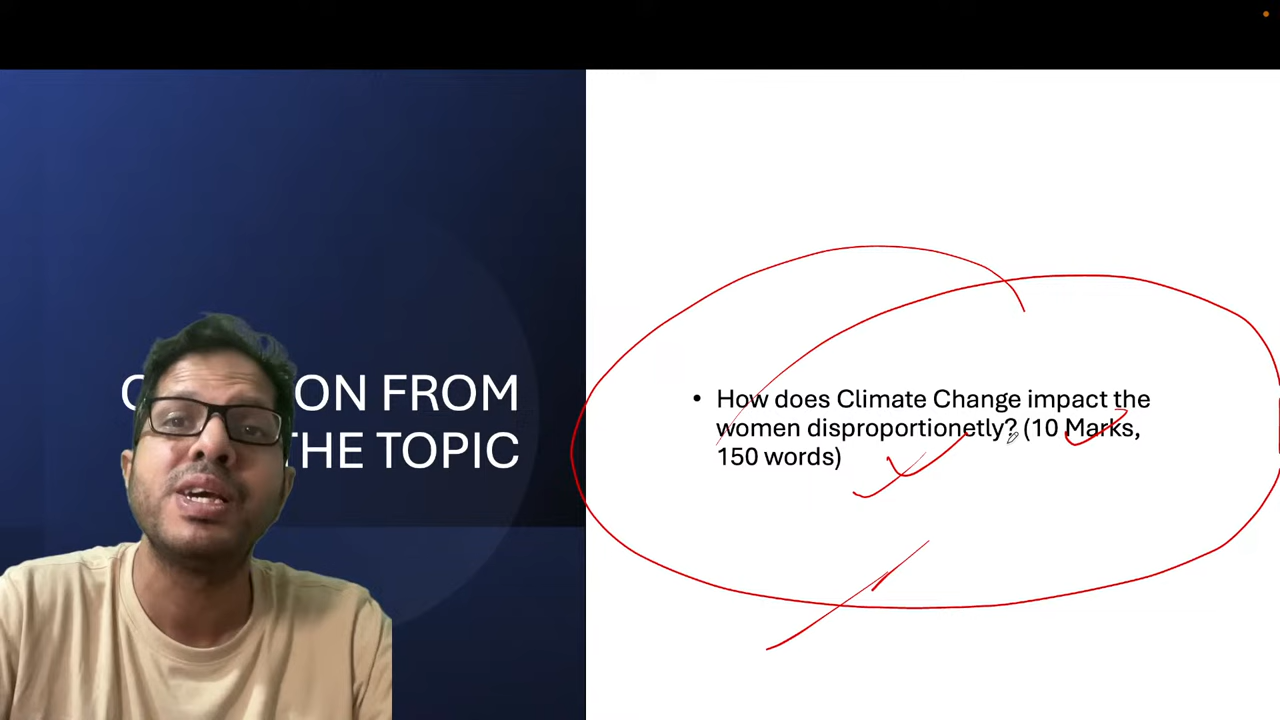 ON FROM
THE TOPIC
• How does Climate Change impact the
women disproportionetly? (10 Marks,
150 words)